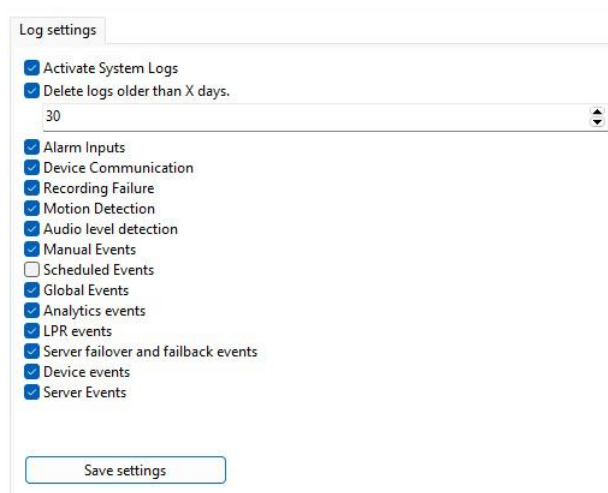 Log settings
Activate System Logs
Delete logs older than X days.
30
Alarm Inputs
Device Communication
Recording Failure
Motion Detection
Audio level detection
Manual Events
Scheduled Events
Global Events
Analytics events
LPR events
Server failover and failback events
Device events
Server Events
Save settings